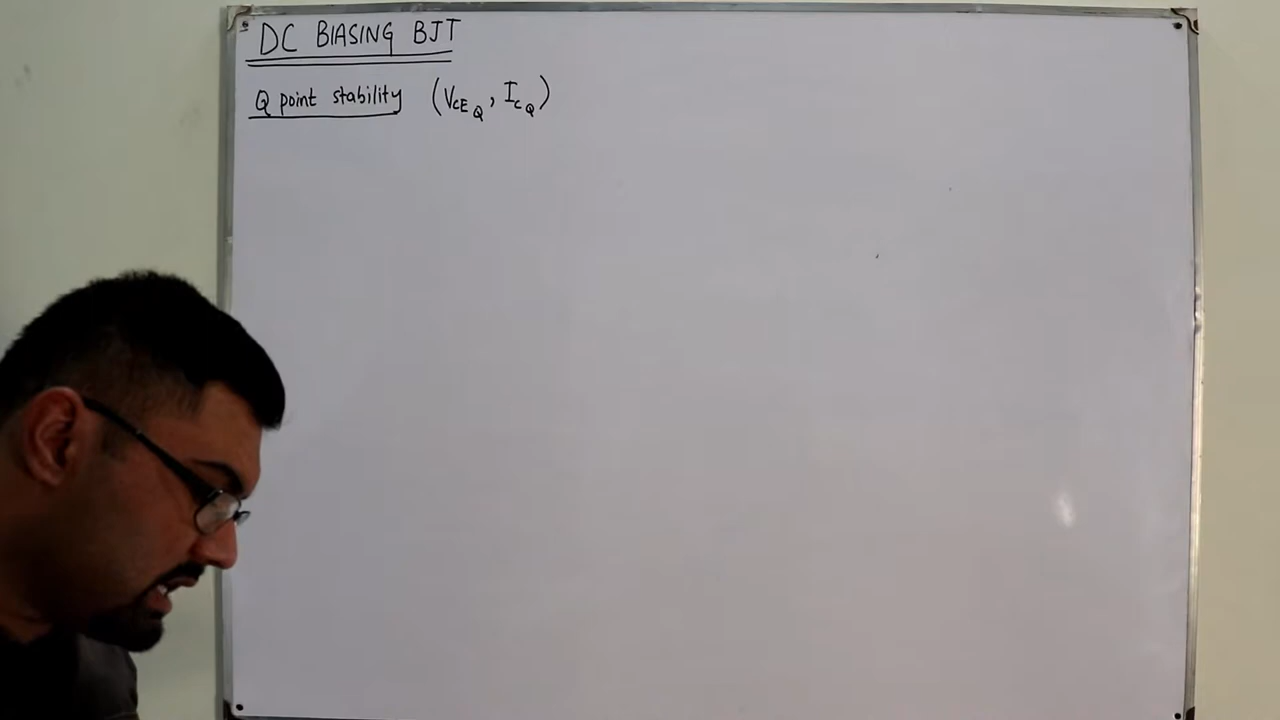 DC BIASING BJT
Q point stability (VCEQ, ICQ)